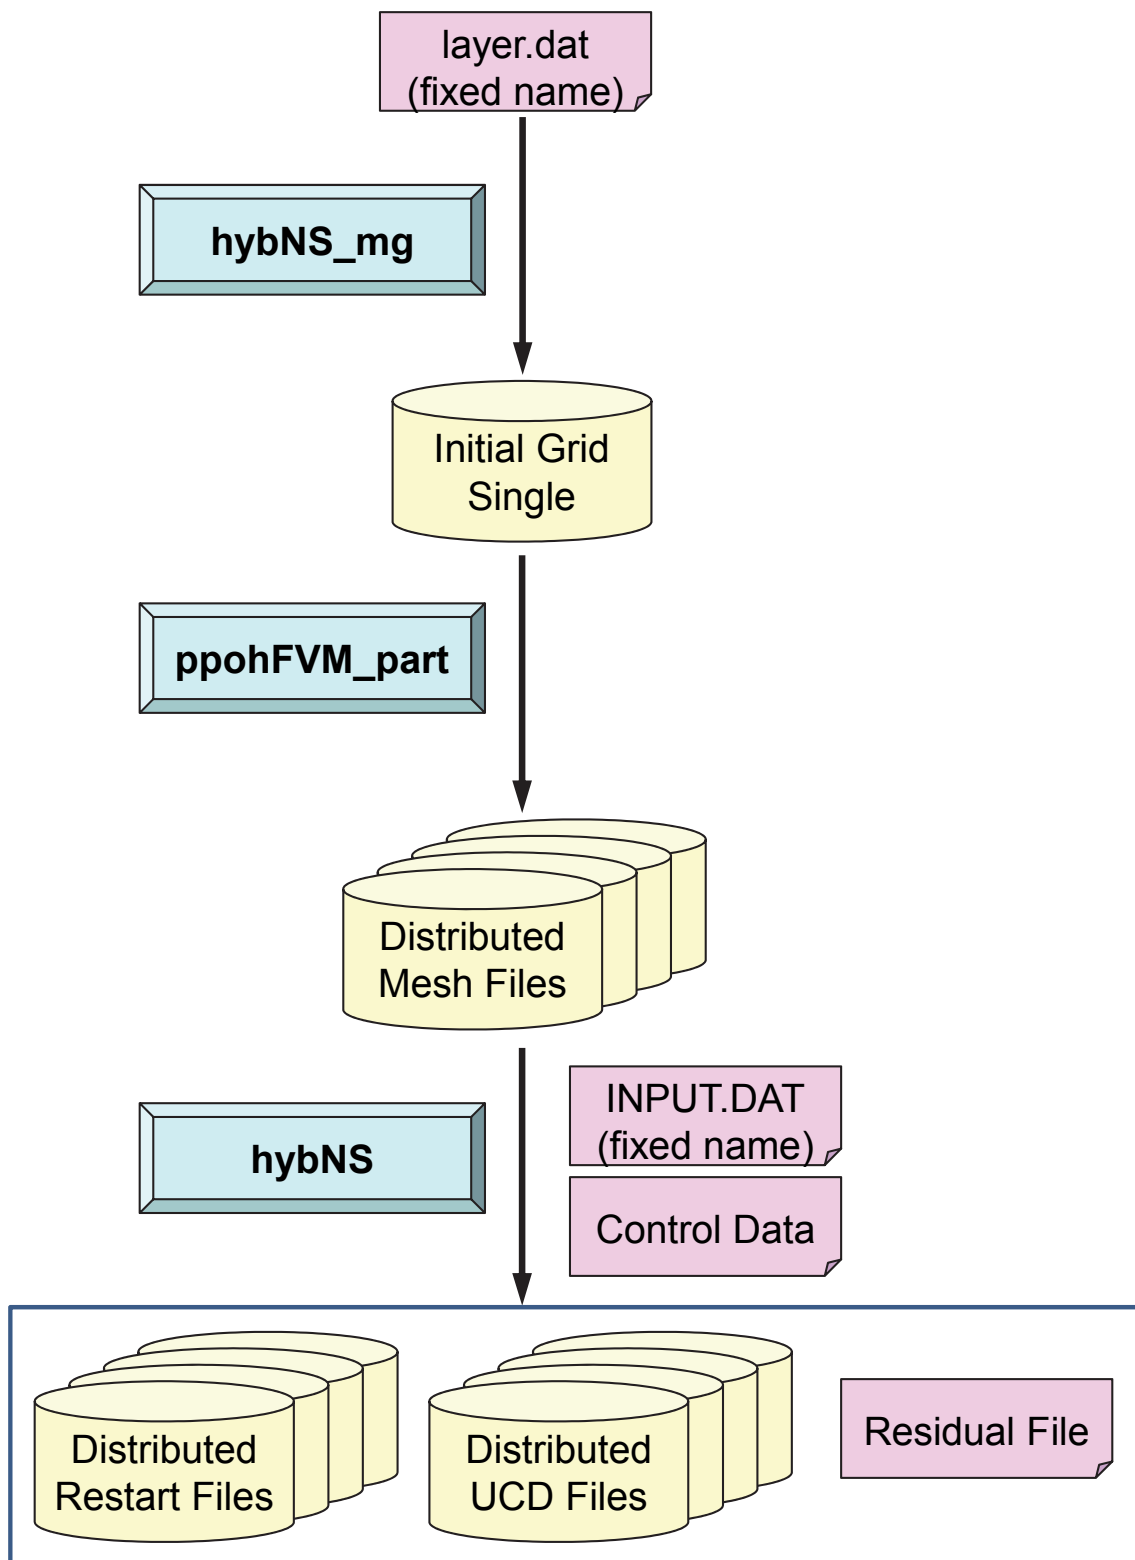 layer.dat
(fixed name)
hybNS_mg
Initial Grid
Single
ppohFVM_part
Distributed
Mesh Files
INPUT.DAT
(fixed name)
hybNS
Control Data
Distributed
Restart Files
Distributed
UCD Files
Residual File